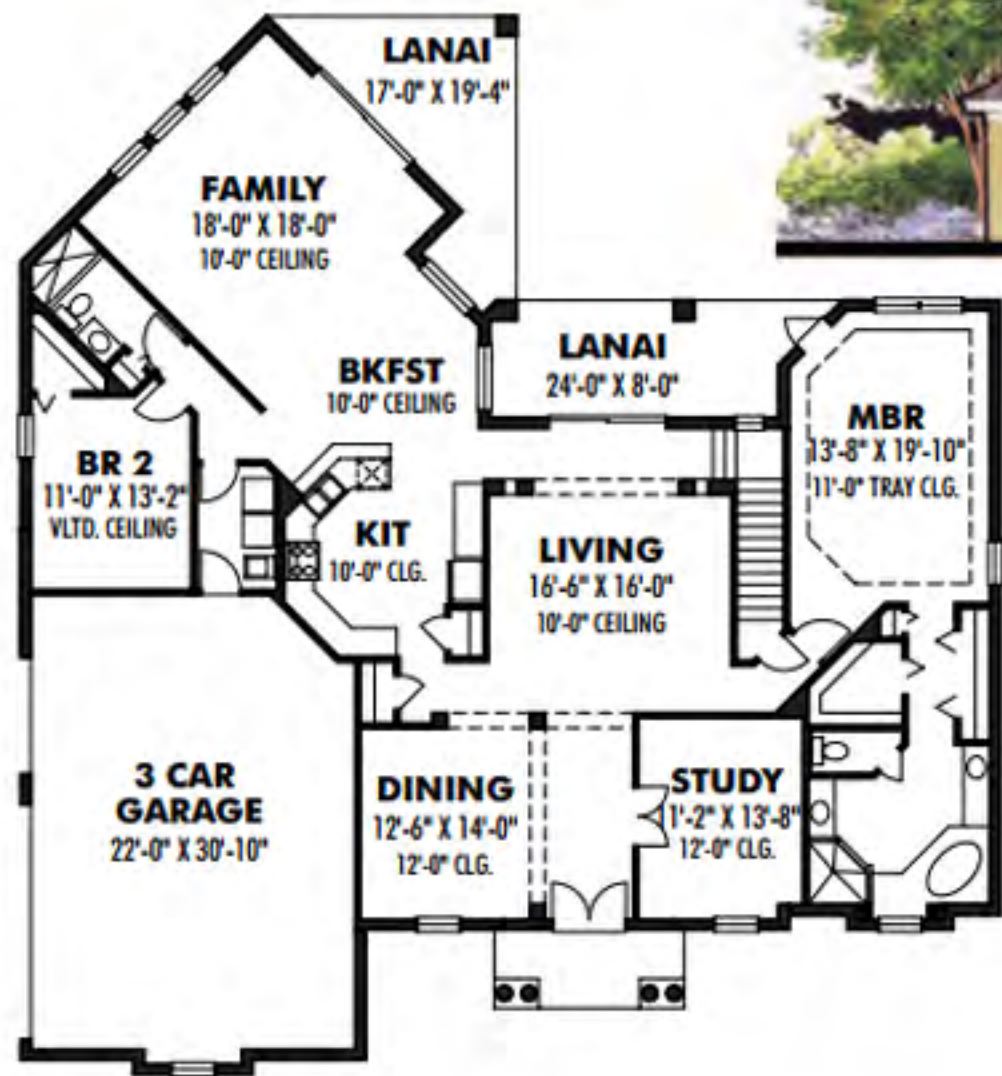 LANAI
17'-0" X 19'-4"
FAMILY
18'-0" X 18'-0"
10'-0" CEILING
LANAI
24'-0" X 8'-0"
BKFST
10'-0" CEILING
MBR
13'-8" X 19'-10"
11'-0" TRAY CLG.
BR 2
11'-0" X 13'-2"
VLTD. CEILING
KIT
10'-0" CLG.
LIVING
16'-6" X 16'-0"
10'-0" CEILING
3 CAR
GARAGE
22'-0" X 30'-10"
DINING
12'-6" X 14'-0"
12'-0" CLG.
STUDY
1'-2" X 13'-8"
12'-0" CLG.